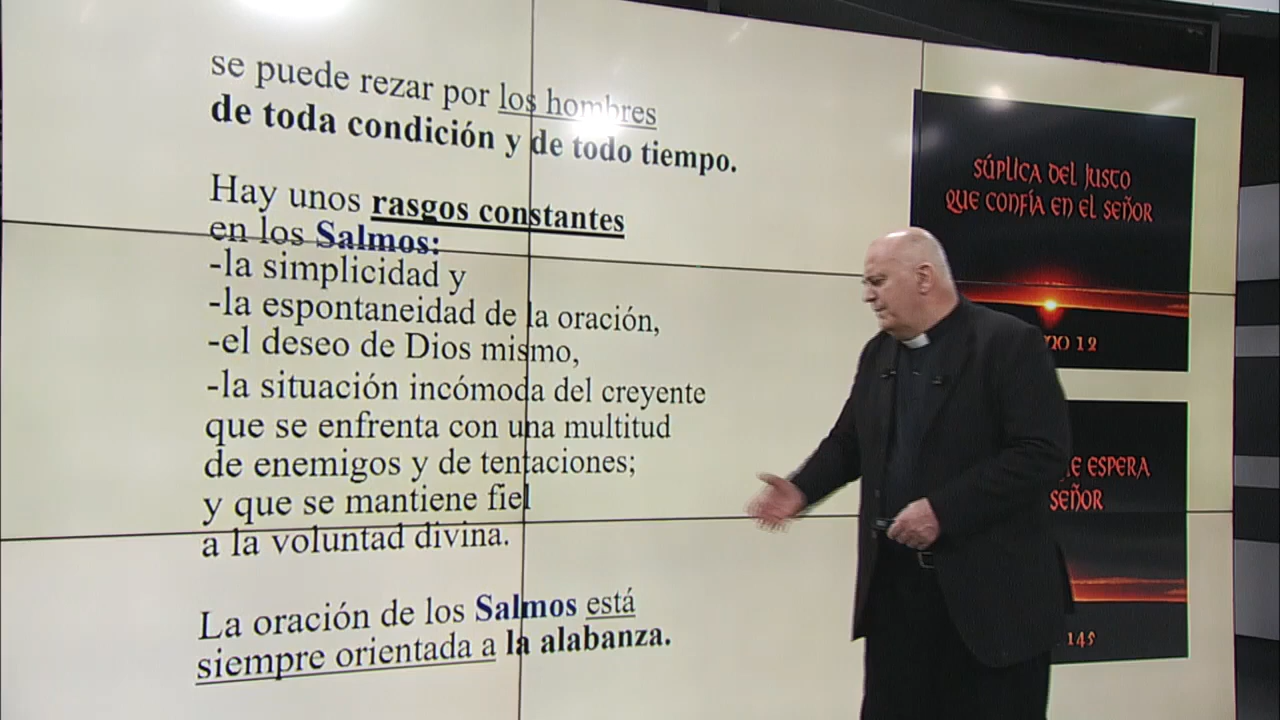 se puede rezar por los hombres
de toda condición y de todo tiempo.
Hay unos rasgos constantes
en los Salmos:
-la simplicidad y
-la espontaneidad de la oración,
-el deseo de Dios mismo,
-la situación incómoda del creyente
que se enfrenta con una multitud
de enemigos y de tentaciones;
y que se mantiene fiel
a la voluntad divina.
La oración de los Salmos está
siempre orientada a la alabanza.
SÚPLICA DEL JUSTO
QUE CONFÍA EN EL SEÑOR
12
ESPERA
SEÑOR
145